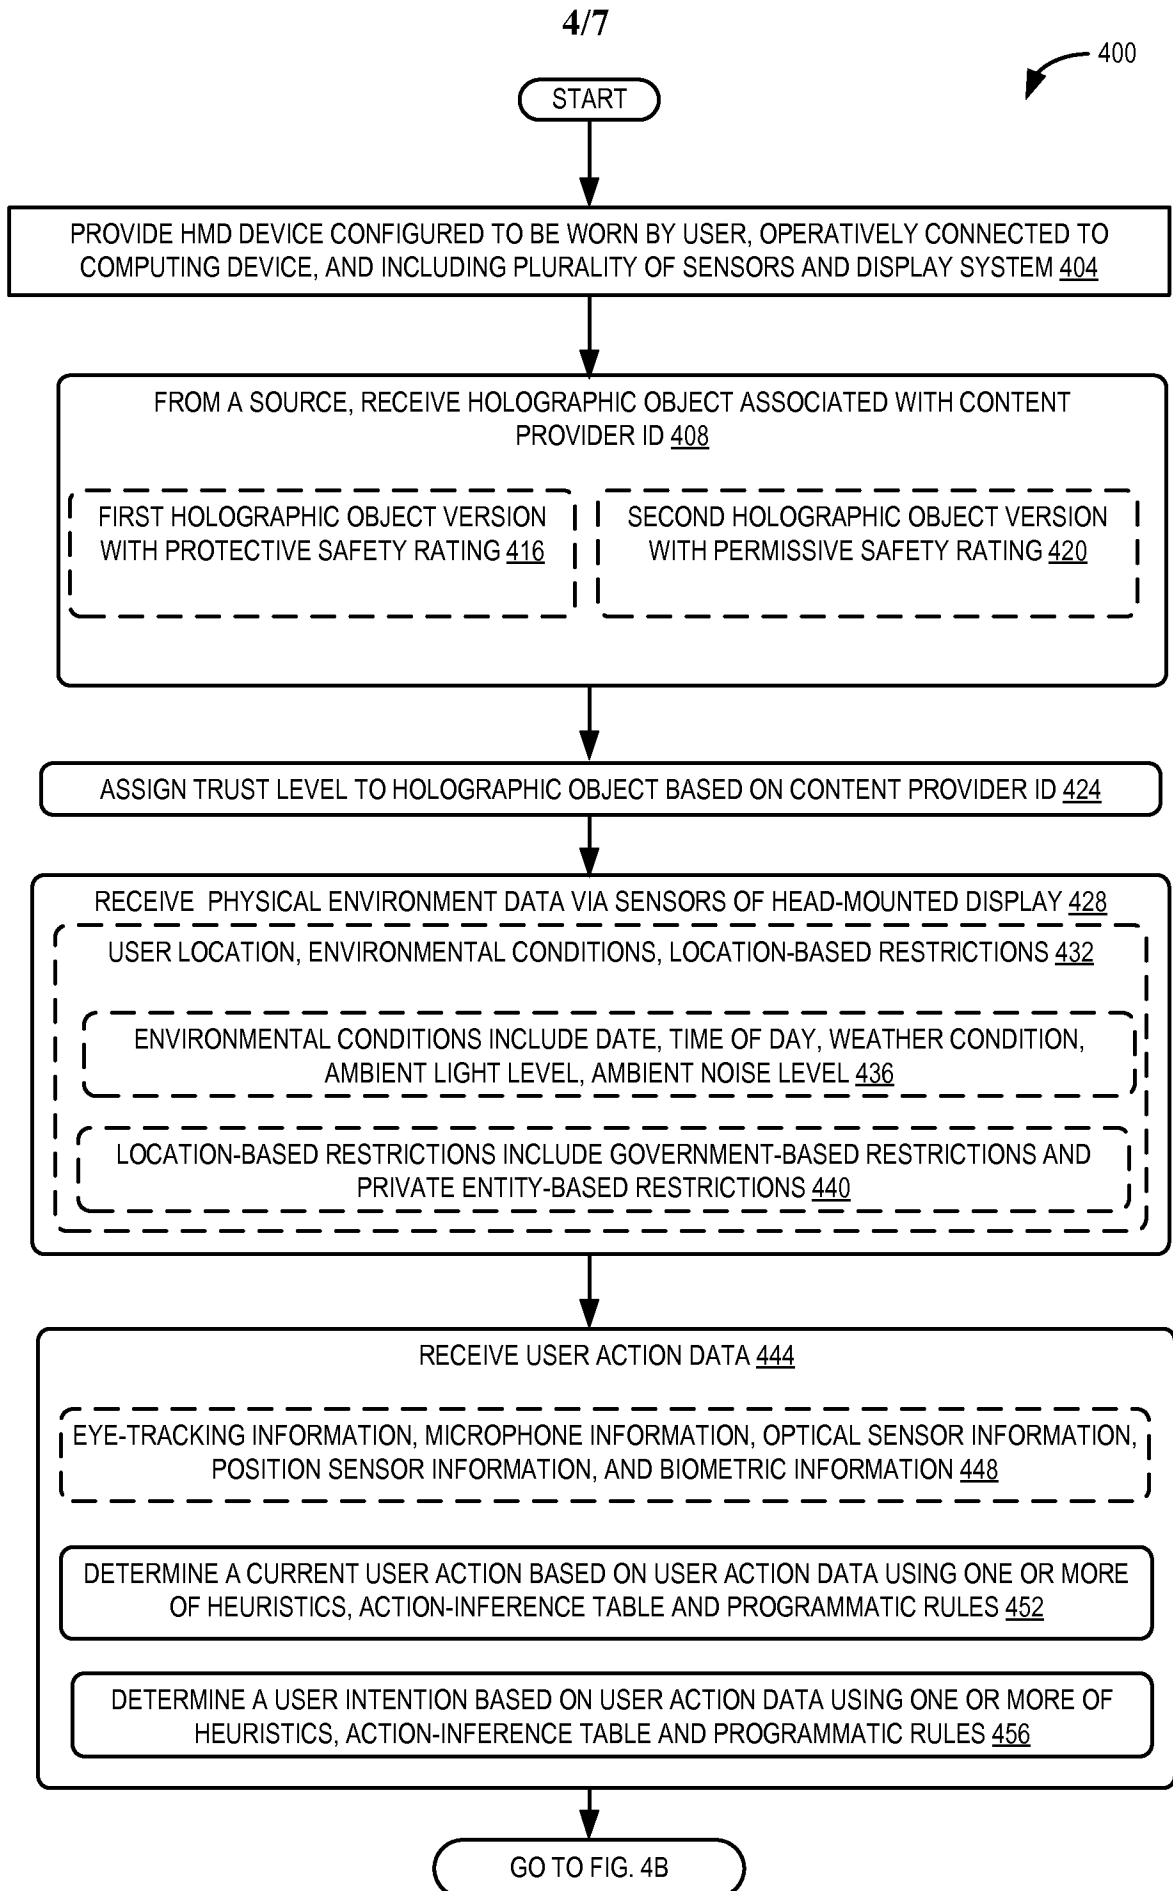 4/7
400
START
PROVIDE HMD DEVICE CONFIGURED TO BE WORN BY USER, OPERATIVELY CONNECTED TO
COMPUTING DEVICE, AND INCLUDING PLURALITY OF SENSORS AND DISPLAY SYSTEM 404
FROM A SOURCE, RECEIVE HOLOGRAPHIC OBJECT ASSOCIATED WITH CONTENT
PROVIDER ID 408
FIRST HOLOGRAPHIC OBJECT VERSION
WITH PROTECTIVE SAFETY RATING 416
SECOND HOLOGRAPHIC OBJECT VERSION
WITH PERMISSIVE SAFETY RATING 420
ASSIGN TRUST LEVEL TO HOLOGRAPHIC OBJECT BASED ON CONTENT PROVIDER ID 424
RECEIVE PHYSICAL ENVIRONMENT DATA VIA SENSORS OF HEAD-MOUNTED DISPLAY 428
USER LOCATION, ENVIRONMENTAL CONDITIONS, LOCATION-BASED RESTRICTIONS 432
ENVIRONMENTAL CONDITIONS INCLUDE DATE, TIME OF DAY, WEATHER CONDITION,
AMBIENT LIGHT LEVEL, AMBIENT NOISE LEVEL 436
LOCATION-BASED RESTRICTIONS INCLUDE GOVERNMENT-BASED RESTRICTIONS AND
PRIVATE ENTITY-BASED RESTRICTIONS 440
RECEIVE USER ACTION DATA 444
EYE-TRACKING INFORMATION, MICROPHONE INFORMATION, OPTICAL SENSOR INFORMATION,
POSITION SENSOR INFORMATION, AND BIOMETRIC INFORMATION 448
DETERMINE A CURRENT USER ACTION BASED ON USER ACTION DATA USING ONE OR MORE
OF HEURISTICS, ACTION-INFERENCE TABLE AND PROGRAMMATIC RULES 452
DETERMINE A USER INTENTION BASED ON USER ACTION DATA USING ONE OR MORE OF
HEURISTICS, ACTION-INFERENCE TABLE AND PROGRAMMATIC RULES 456
GO TO FIG. 4B